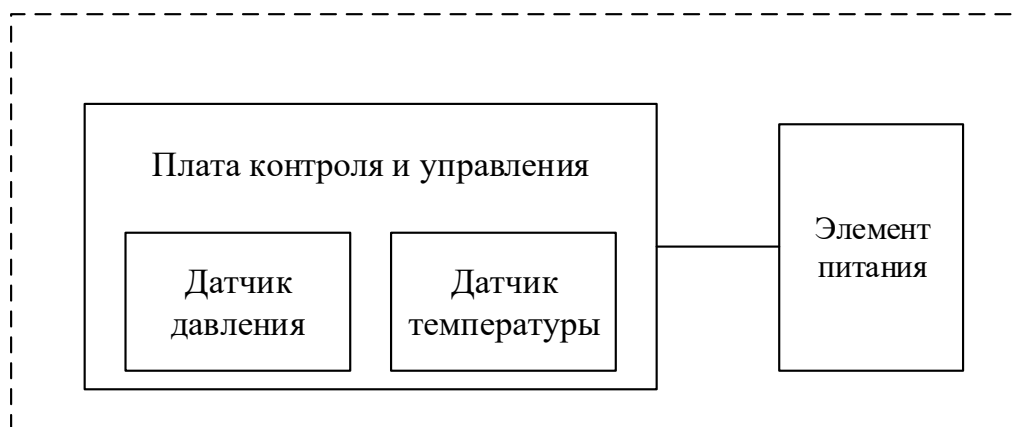 Плата контроля и управления
Датчик
давления
Датчик
температуры
Элемент
питания